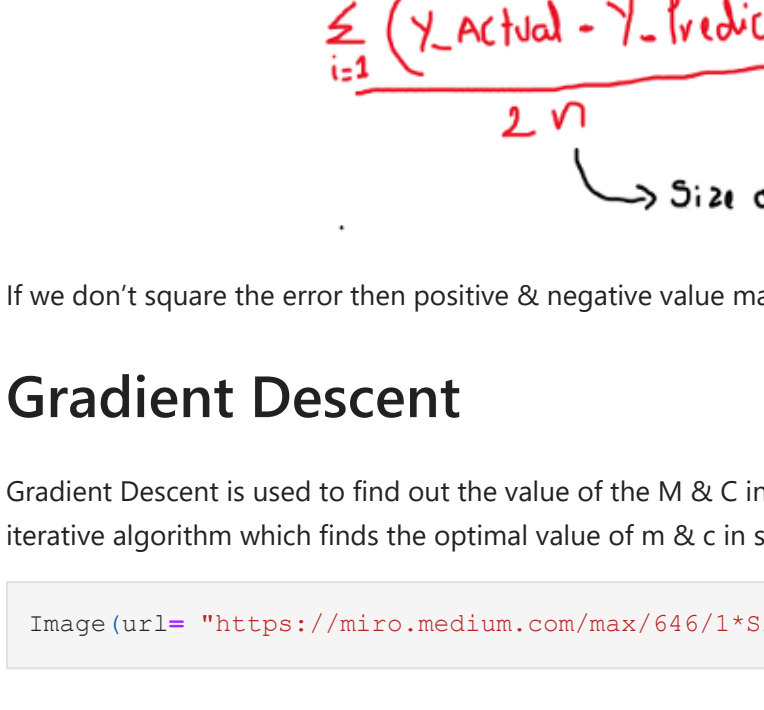 Σ (Y_Actual - Y_Predic
i=1
2 n
Size
If we don’t square the error then positive & negative value ma
Gradient Descent
Gradient Descent is used to find out the value of the M & C in
iterative algorithm which finds the optimal value of m & c in s
Image(url= "https://miro.medium.com/max/646/1*S